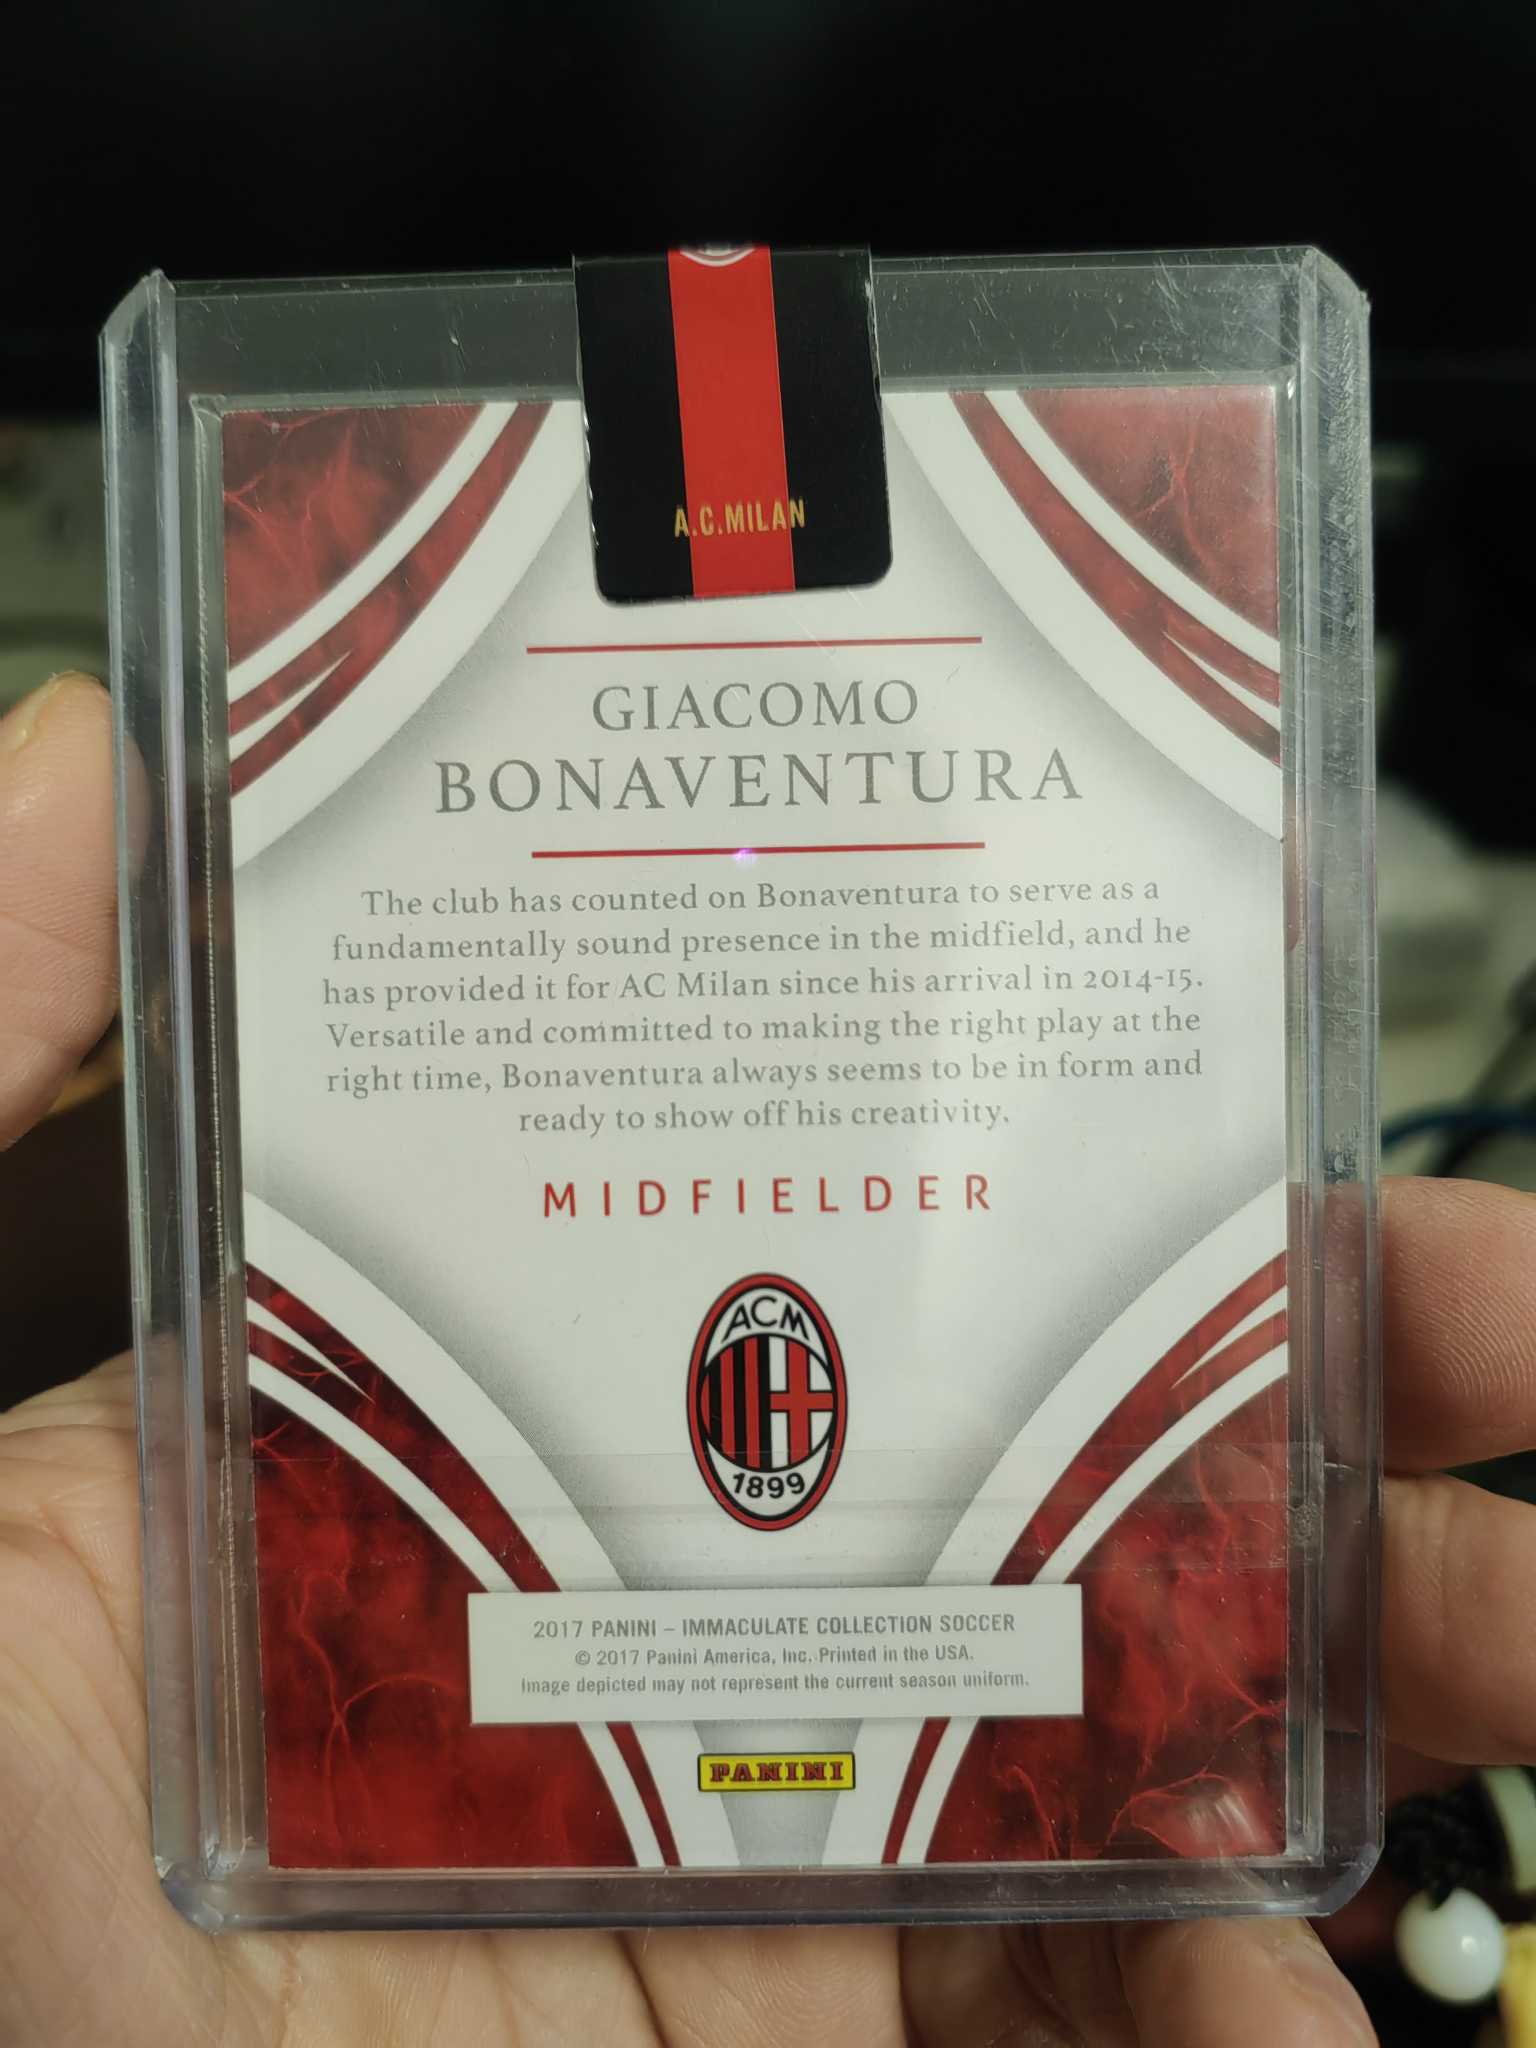 A.C.MILAN
GIACOMO
BONAVENTURA
The club has counted on Bonaventura to serve as a
fundamentally sound presence in the midfield, and he
has provided it for AC Milan since his arrival in 2014-15.
Versatile and committed to making the right play at the
right time, Bonaventura always seems to be in form and
ready to show off his creativity.
MIDFIELDER
ACM
1899
2017 PANINI – IMMACULATE COLLECTION SOCCER
© 2017 Panini America, Inc. Printed in the USA.
Image depicted may not represent the current season uniform.
PANINI